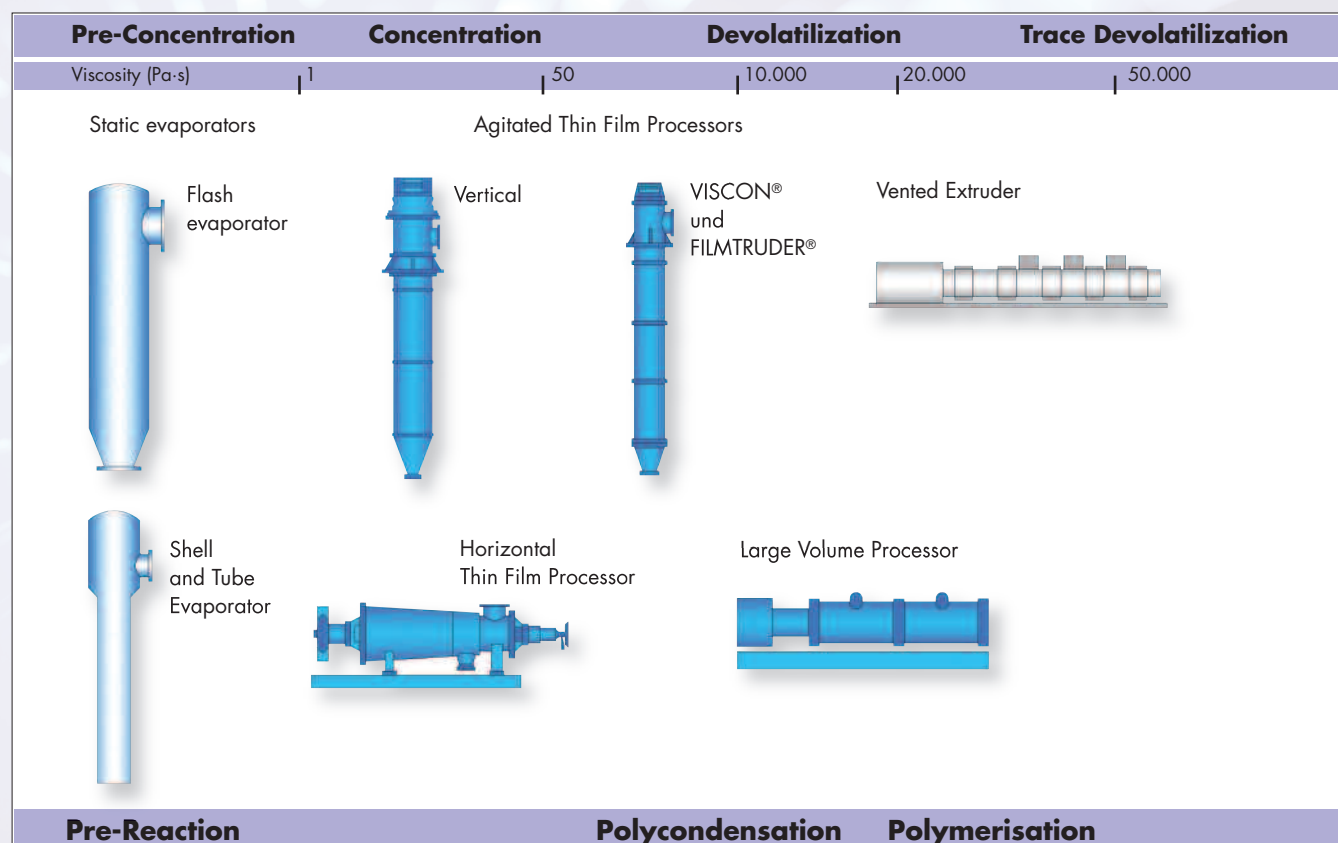 Pre-Concentration Concentration Devolatilization Trace Devolatilization
Viscosity (Pa·s) 1 50 10.000 20.000 50.000
Static evaporators Agitated Thin Film Processors
Flash
evaporator
Vertical
VISCON®
und
FILMTRUDER®
Vented Extruder
Shell
and Tube
Evaporator
Horizontal
Thin Film Processor
Large Volume Processor
Pre-Reaction Polycondensation Polymerisation